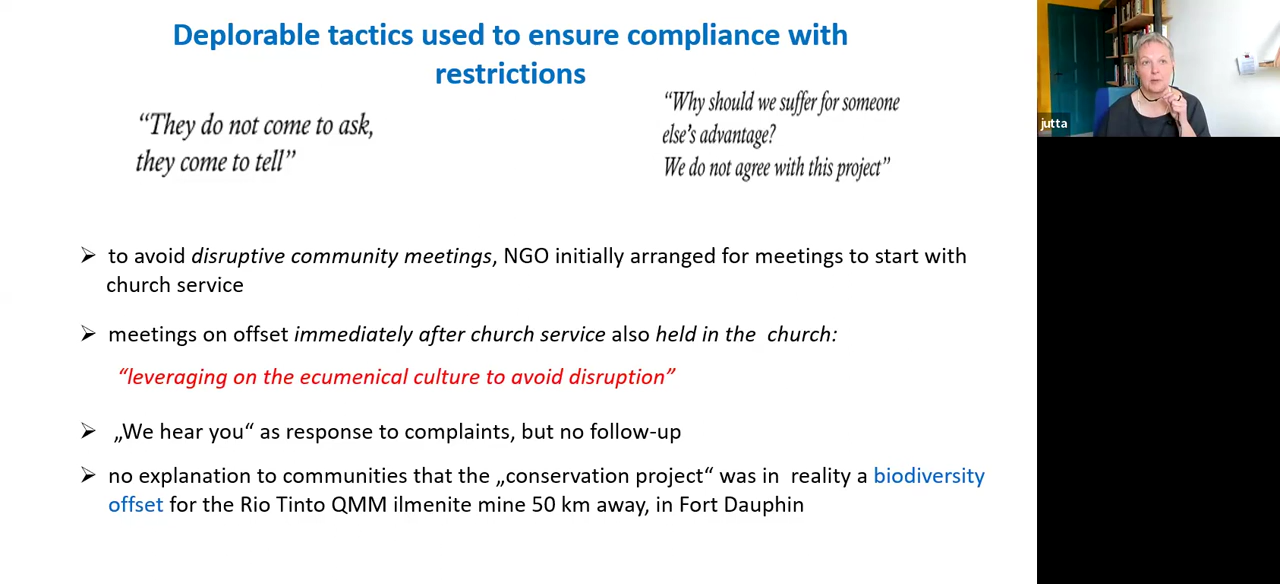 Deplorable tactics used to ensure compliance with
restrictions
“They do not come to ask,
they come to tell”
“Why should we suffer for someone
else’s advantage?
We do not agree with this project”
➢ to avoid disruptive community meetings, NGO initially arranged for meetings to start with
church service
➢ meetings on offset immediately after church service also held in the church:
“leveraging on the ecumenical culture to avoid disruption”
➢ „We hear you“ as response to complaints, but no follow-up
➢ no explanation to communities that the „conservation project“ was in reality a biodiversity
offset for the Rio Tinto QMM ilmenite mine 50 km away, in Fort Dauphin
jutta